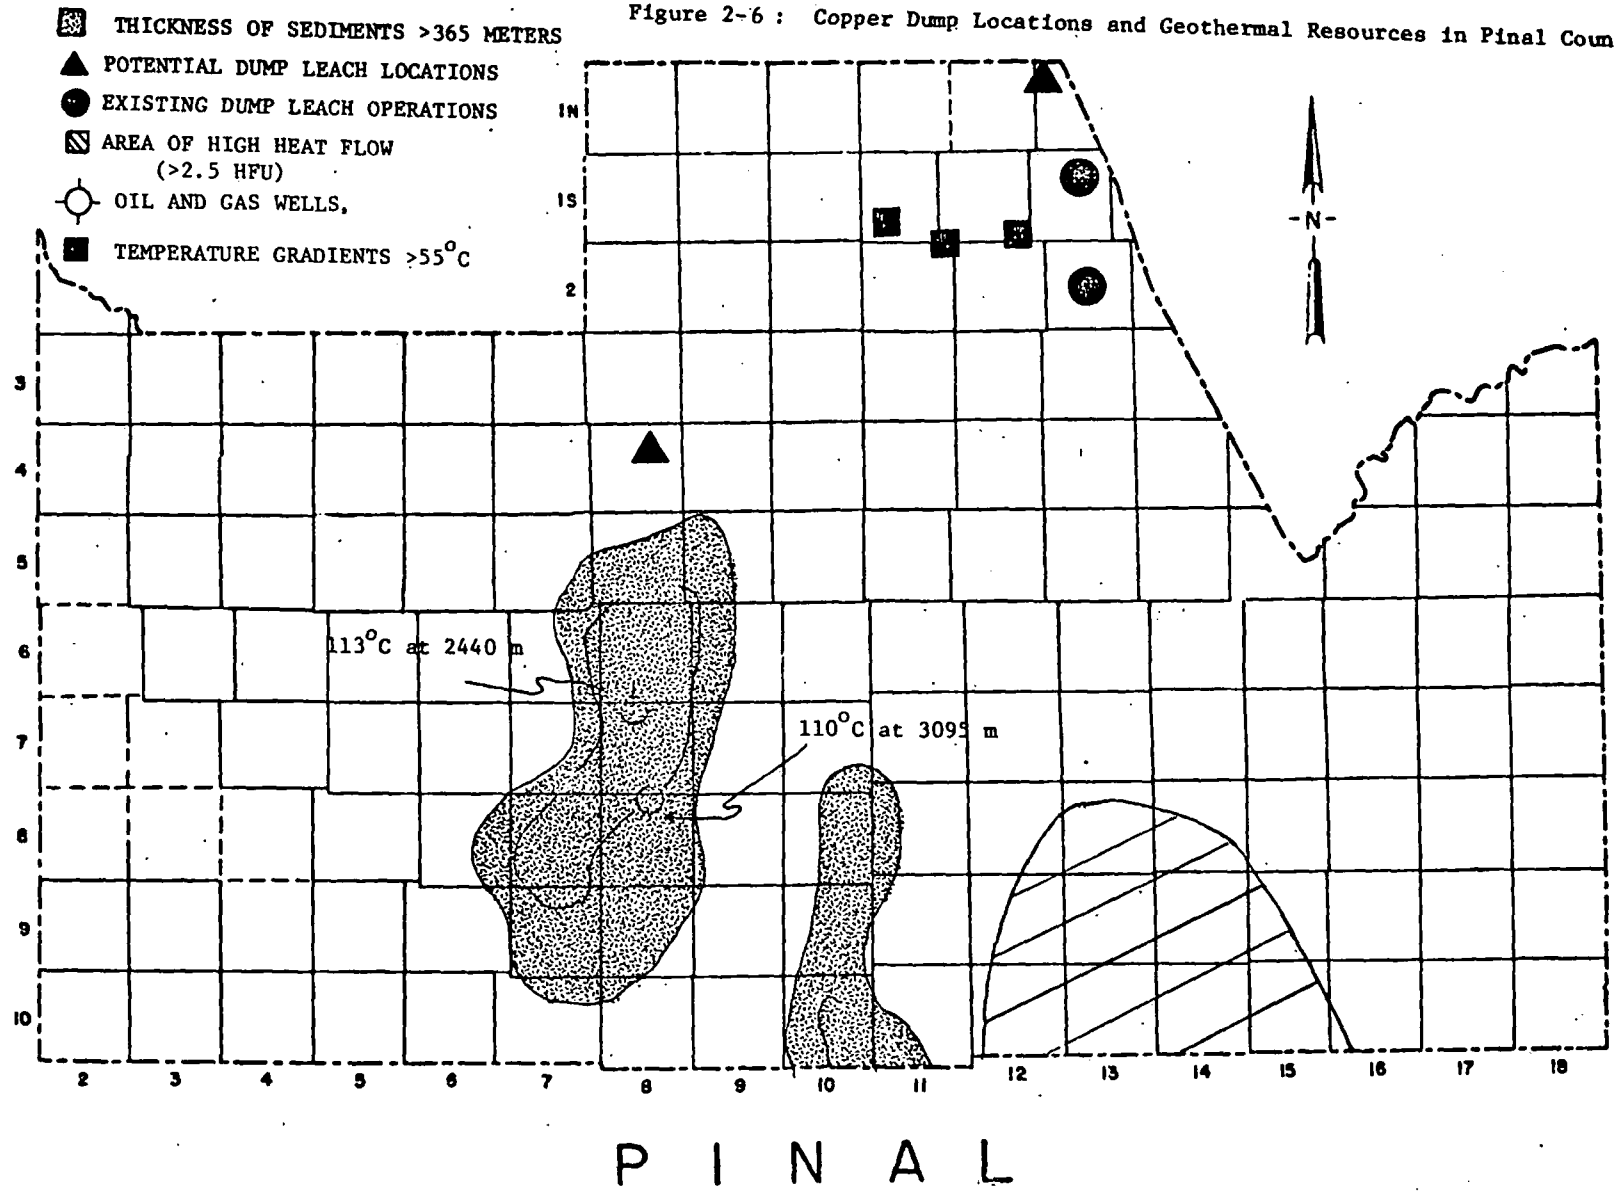 Figure 2-6 : Copper Dump Locations and Geothermal Resources in Pinal Coun
THICKNESS OF SEDIMENTS >365 METERS
POTENTIAL DUMP LEACH LOCATIONS
EXISTING DUMP LEACH OPERATIONS
AREA OF HIGH HEAT FLOW
(>2.5 HFU)
OIL AND GAS WELLS.
TEMPERATURE GRADIENTS >55°C
1N
1S
2
-N-
3
4
5
6
113°C at 2440 m
7
110°C at 3095 m
8
9
10
2 3 4 5 6 7 8 9 10 11 12 13 14 15 16 17 18
PINAL